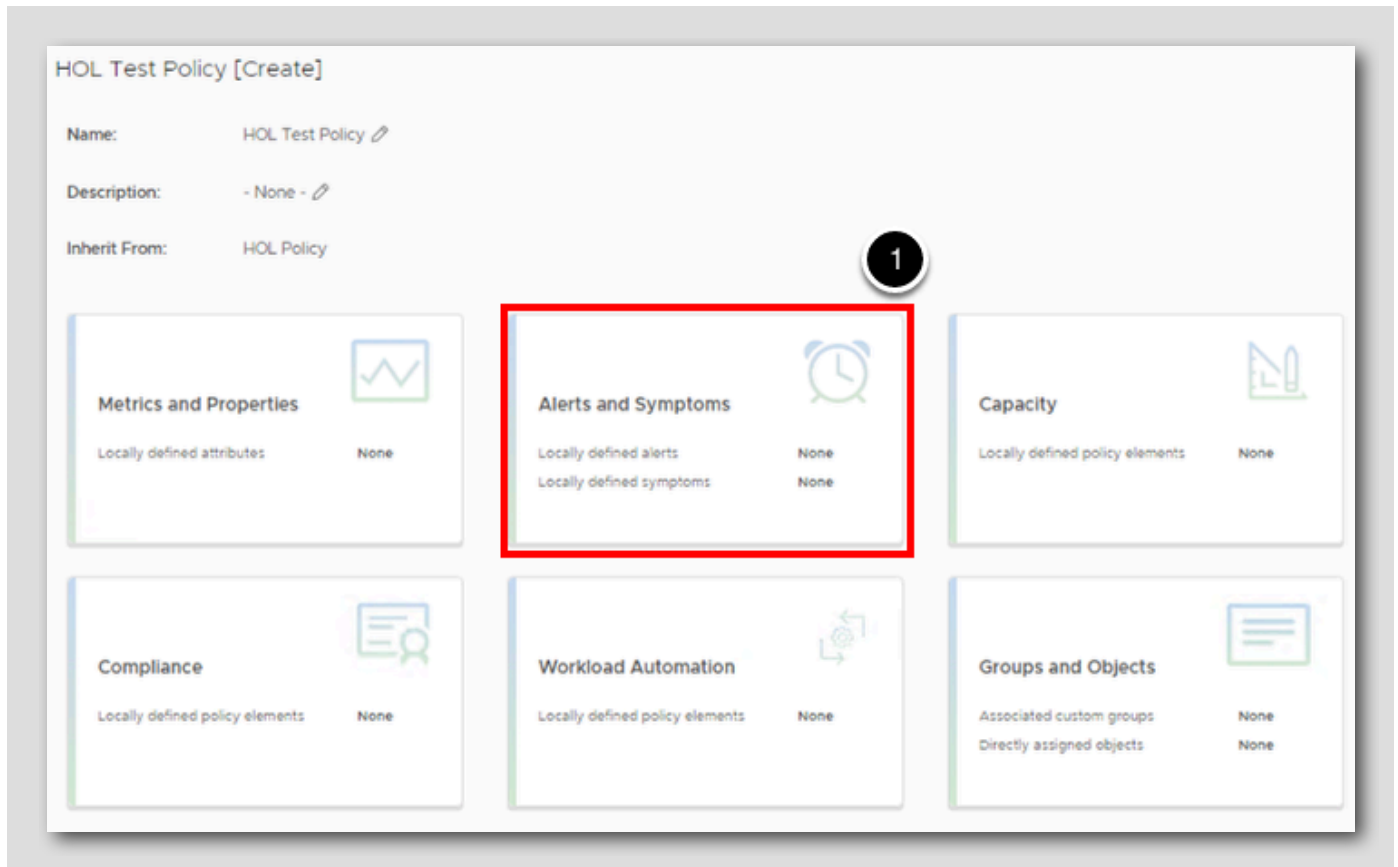 HOL Test Policy [Create]
Name: HOL Test Policy
Description: - None -
Inherit From: HOL Policy
1
Metrics and Properties
Locally defined attributes None
Alerts and Symptoms
Locally defined alerts None
Locally defined symptoms None
Capacity
Locally defined policy elements None
Compliance
Locally defined policy elements None
Workload Automation
Locally defined policy elements None
Groups and Objects
Associated custom groups None
Directly assigned objects None